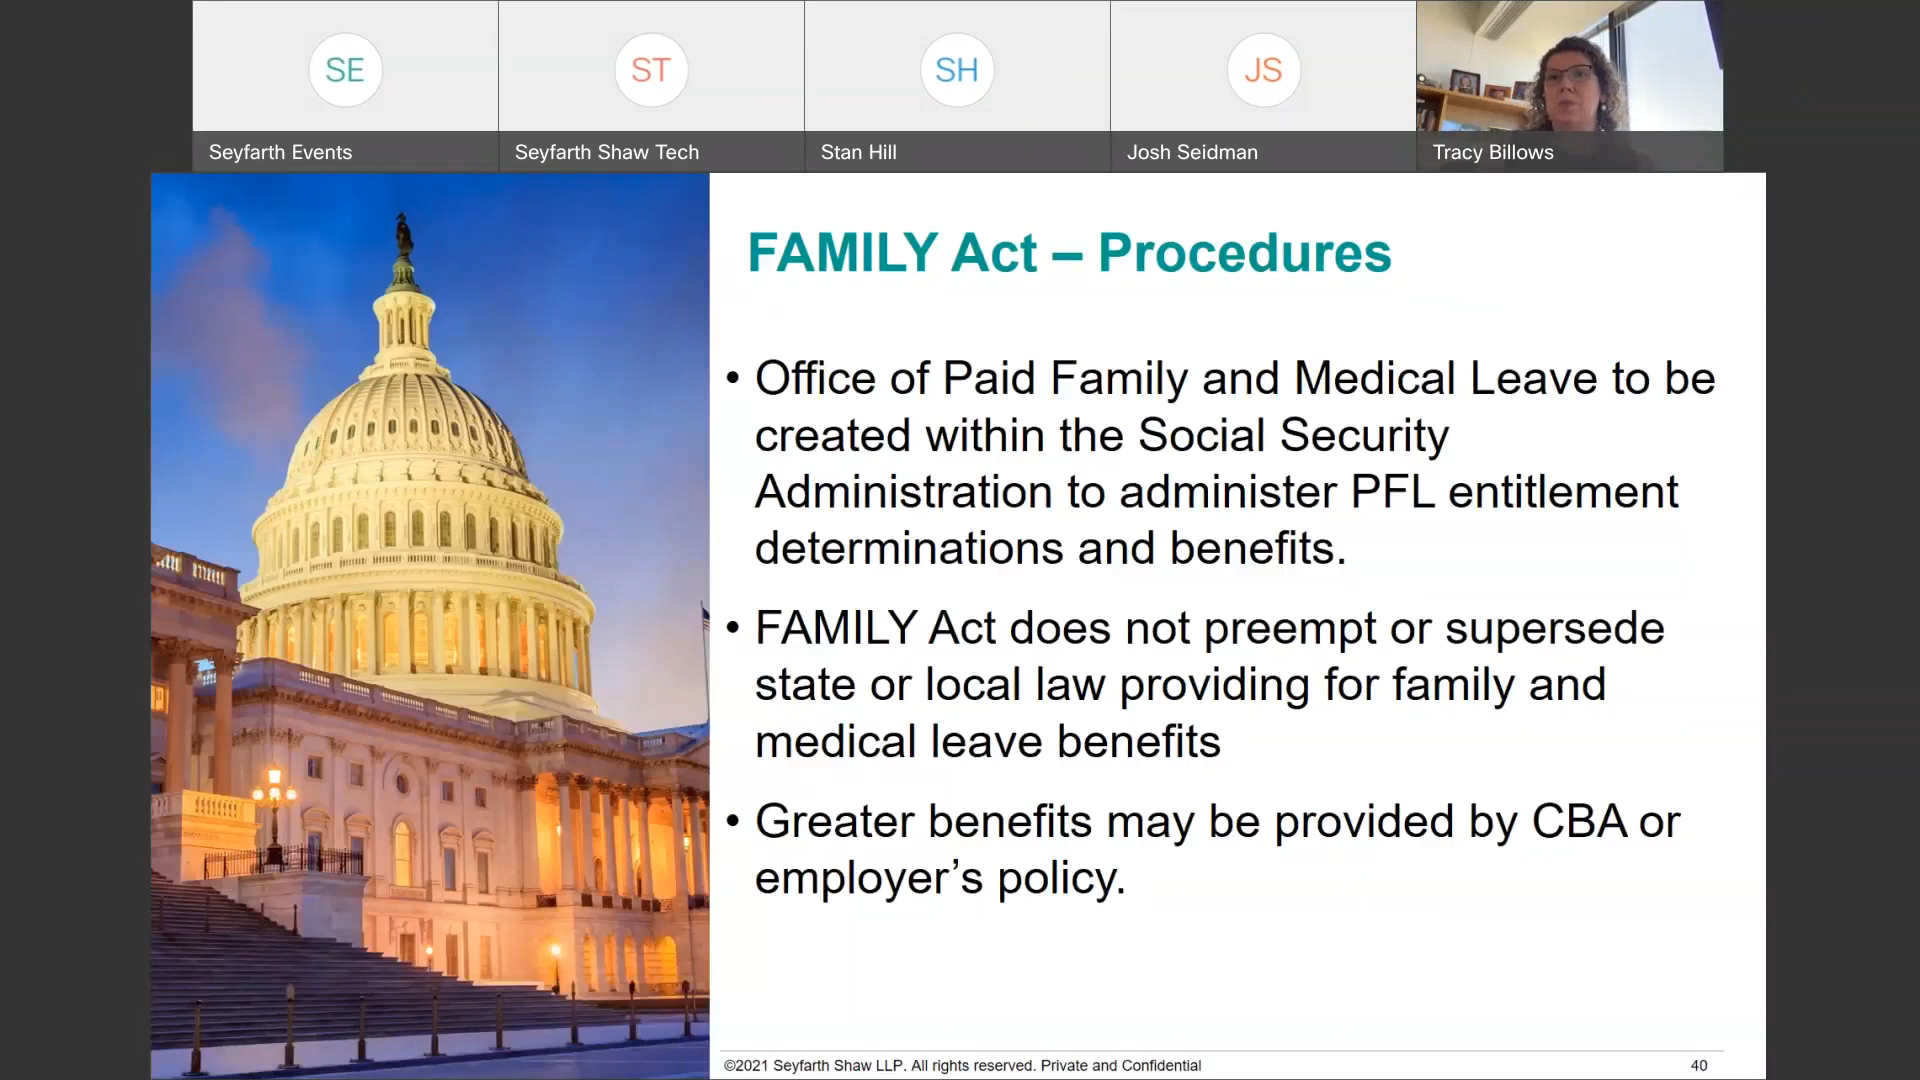 SE
ST
SH
JS
Seyfarth Events
Seyfarth Shaw Tech
Stan Hill
Josh Seidman
Tracy Billows
FAMILY Act – Procedures
• Office of Paid Family and Medical Leave to be
created within the Social Security
Administration to administer PFL entitlement
determinations and benefits.
• FAMILY Act does not preempt or supersede
state or local law providing for family and
medical leave benefits
• Greater benefits may be provided by CBA or
employer’s policy.
©2021 Seyfarth Shaw LLP. All rights reserved. Private and Confidential
40